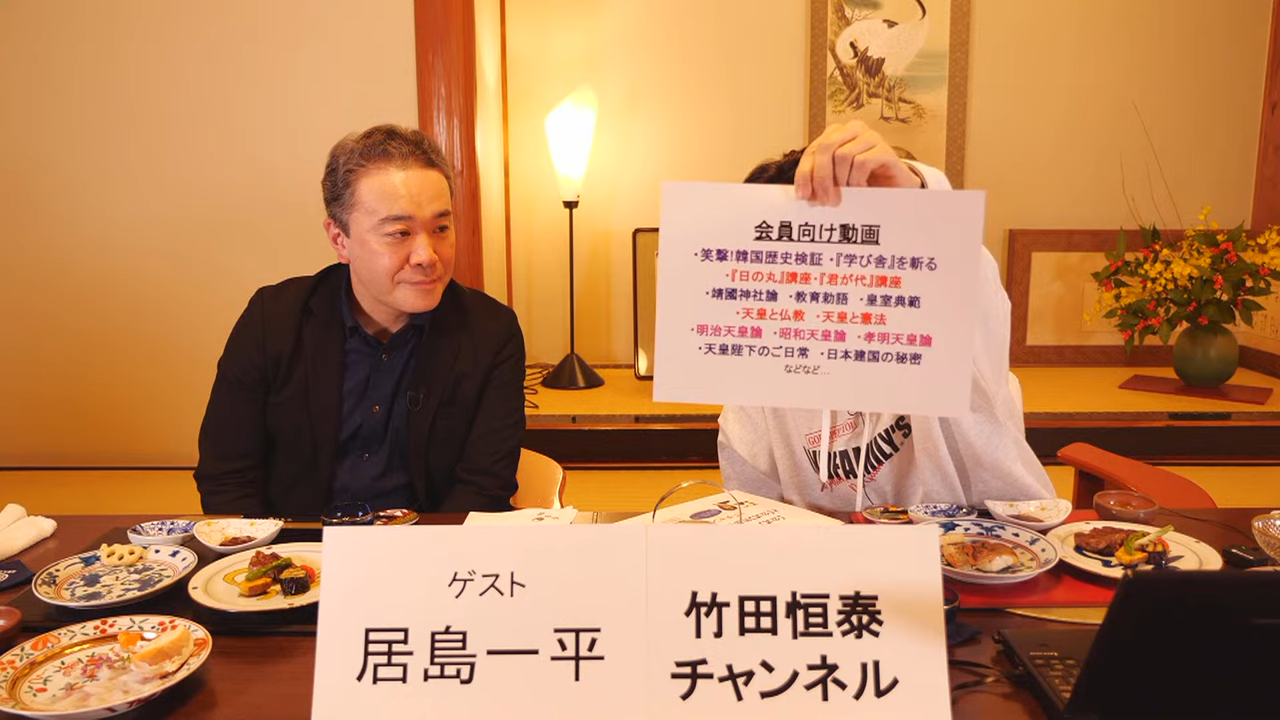 会員向け動画
・笑撃!韓国歴史検証・『学び舎』を斬る
・『日の丸』講座・『君が代』講座
・靖國神社論 ・教育勅語 ・皇室典範
・天皇と仏教 ・天皇と憲法
・明治天皇論 ・昭和天皇論 ・孝明天皇論
・天皇陛下のご日常 ・日本建国の秘密
などなど…
FAMILY'S
ゲスト
居島一平
竹田恒泰
チャンネル